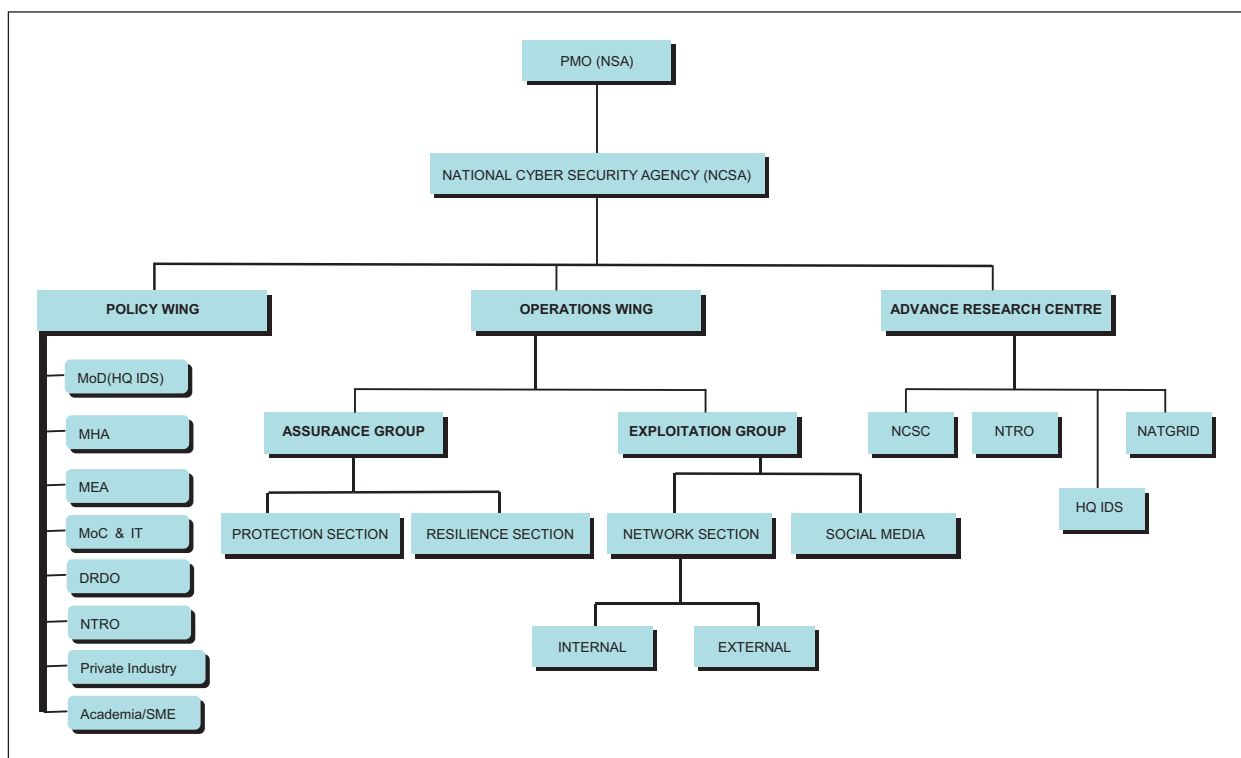 PMO (NSA)
NATIONAL CYBER SECURITY AGENCY (NCSA)
POLICY WING
OPERATIONS WING
ADVANCE RESEARCH CENTRE
MoD(HQ IDS)
MHA
MEA
MoC & IT
DRDO
NTRO
Private Industry
Academia/SME
ASSURANCE GROUP
EXPLOITATION GROUP
PROTECTION SECTION
RESILIENCE SECTION
NETWORK SECTION
SOCIAL MEDIA
INTERNAL
EXTERNAL
NCSC
NTRO
NATGRID
HQ IDS